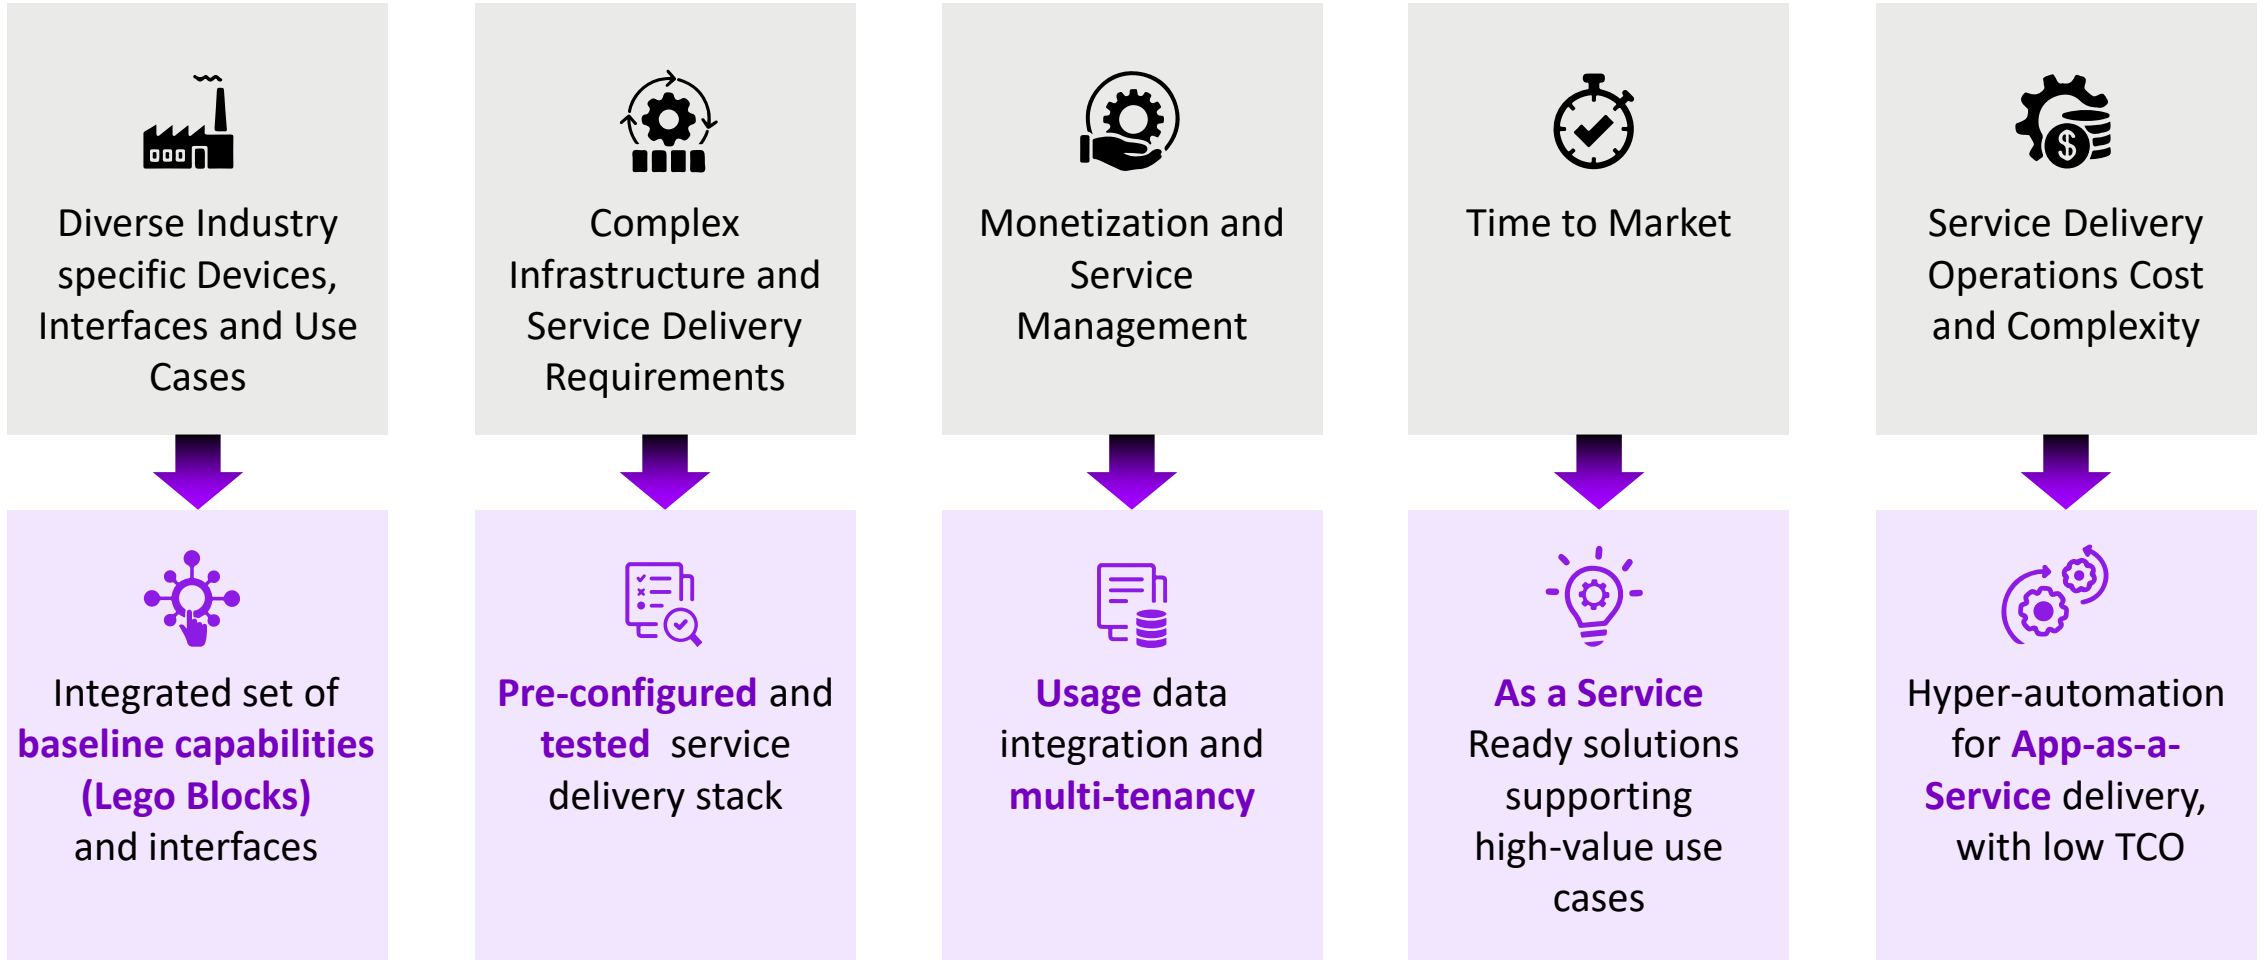 Diverse Industry
specific Devices,
Interfaces and Use
Cases
Complex
Infrastructure and
Service Delivery
Requirements
Monetization and
Service
Management
Time to Market
Service Delivery
Operations Cost
and Complexity
Integrated set of
baseline capabilities
(Lego Blocks)
and interfaces
Pre-configured and
tested service
delivery stack
Usage data
integration and
multi-tenancy
As a Service
Ready solutions
supporting
high-value use
cases
Hyper-automation
for App-as-a-
Service delivery,
with low TCO